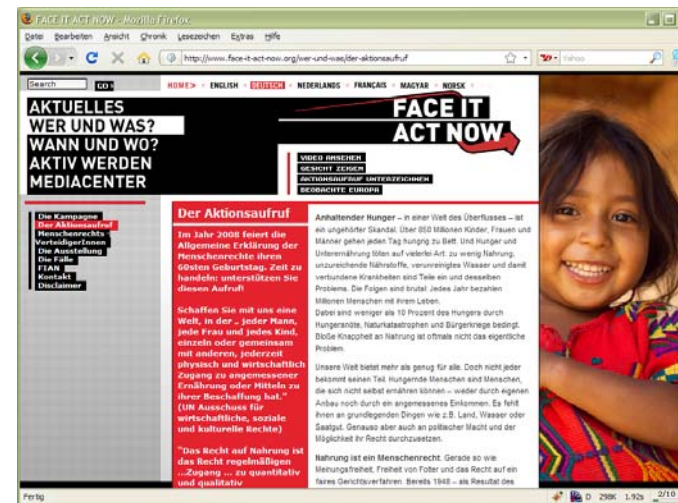 FACE IT ACT NOW - Mozilla Firefox
Datei Bearbeiten Ansicht Chronik Lesezeichen Extras Hilfe
http://www.face-it-act-now.org/wer-und-was/der-aktionsaufruf
Yahoo
Search GO
HOME> ENGLISH DEUTSCH NEDERLANDS FRANÇAIS MAGYAR NORSK
AKTUELLES
WER UND WAS?
WANN UND WO?
AKTIV WERDEN
MEDIACENTER
FACE IT
ACT NOW
VIDEO ANSEHEN
GESICHT ZEIGEN
AKTIONSAUFRUF UNTERZEICHNEN
BEOBACHTE EUROPA
Die Kampagne
Der Aktionsaufruf
Menschenrechts
VerteidigerInnen
Die Ausstellung
Die Fälle
FIAN
Kontakt
Disclaimer
Der Aktionsaufruf
Im Jahr 2008 feiert die
Allgemeine Erklärung der
Menschenrechte ihren
60sten Geburtstag. Zeit zu
handeln: unterstützen Sie
diesen Aufruf!
Schaffen Sie mit uns eine
Welt, in der „ jeder Mann,
jede Frau und jedes Kind,
einzeln oder gemeinsam
mit anderen, jederzeit
physisch und wirtschaftlich
Zugang zu angemessener
Ernährung oder Mitteln zu
ihrer Beschaffung hat."
(UN Ausschuss für
wirtschaftliche, soziale
und kulturelle Rechte)
"Das Recht auf Nahrung ist
das Recht regelmäßigen
...Zugang ... zu quantitativ
und qualitativ
Anhaltender Hunger – in einer Welt des Überflusses – ist
ein ungehörter Skandal. Über 850 Millionen Kinder, Frauen und
Männer gehen jeden Tag hungrig zu Bett. Und Hunger und
Unterernährung töten auf vielerlei Art: zu wenig Nahrung,
unzureichende Nährstoffe, verunreinigtes Wasser und damit
verbundene Krankheiten sind Teile ein und desselben
Problems. Die Folgen sind brutal. Jedes Jahr bezahlen
Millionen Menschen mit ihrem Leben.
Dabei sind weniger als 10 Prozent des Hungers durch
Hungersnöte, Naturkatastrophen und Bürgerkriege bedingt.
Bloße Knappheit an Nahrung ist oftmals nicht das eigentliche
Problem.
Unsere Welt bietet mehr als genug für alle. Doch nicht jeder
bekommt seinen Teil. Hungernde Menschen sind Menschen,
die sich nicht selbst ernähren können – weder durch eigenen
Anbau noch durch ein angemessenes Einkommen. Es fehlt
ihnen an grundlegenden Dingen wie z.B. Land, Wasser oder
Saatgut. Genauso aber auch an politischer Macht und der
Möglichkeit ihr Recht durchzusetzen.
Nahrung ist ein Menschenrecht. Gerade so wie
Meinungsfreiheit, Freiheit von Folter und das Recht auf ein
faires Gerichtsverfahren. Bereits 1948 – als Resultat des
Fertig
0 298K 1.92s 2/10